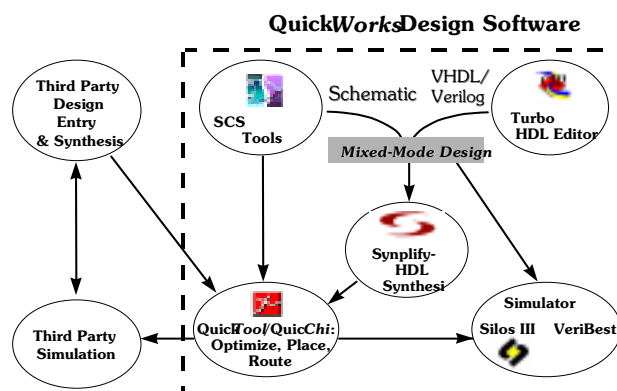 QuickWorks Design Software
Third Party
Design
Entry
& Synthesis
SCS
Tools
Schematic
VHDL/
Verilog
Turbo
HDL Editor
Mixed-Mode Design
Synplify-
HDL
Synthesi
Third Party
Simulation
QuickTool/QuicChi:
Optimize, Place,
Route
Simulator
Silos III VeriBest